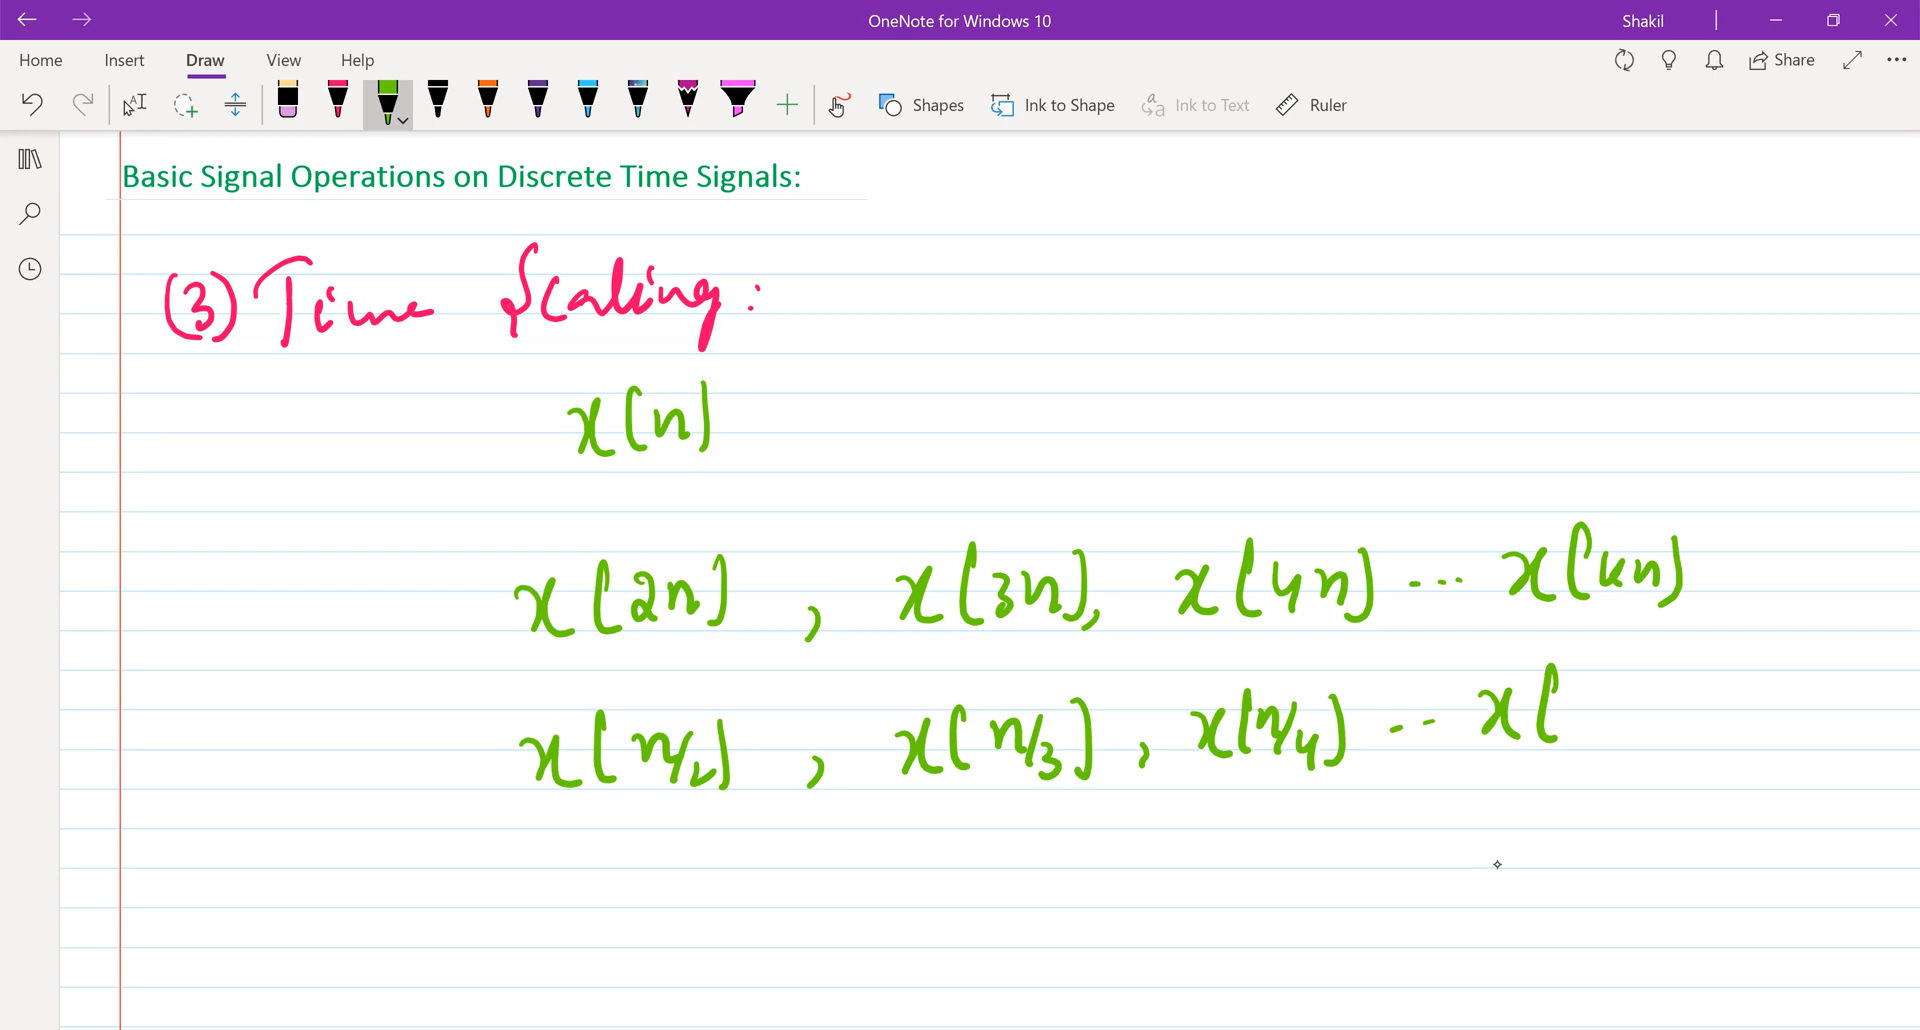 OneNote for Windows 10 Shakil
Home Insert Draw View Help Share
Shapes Ink to Shape Ink to Text Ruler
Basic Signal Operations on Discrete Time Signals:
(3) Time Scaling:
x[n]
x[2n], x[3n], x[4n] ... x[kn]
x[n/2], x[n/3], x[n/4] .. x[